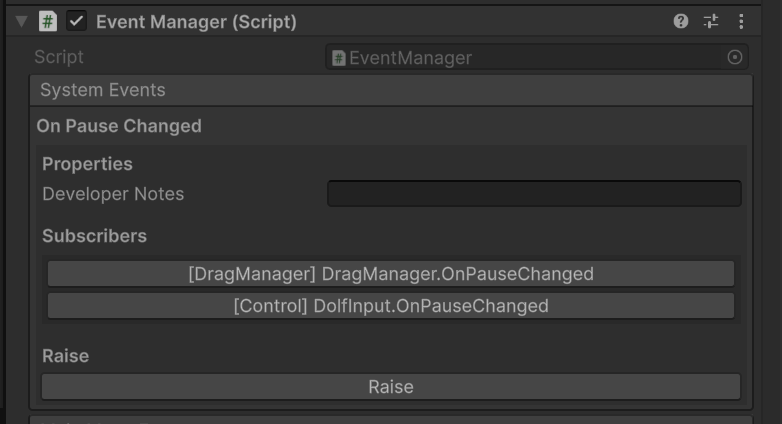 Event Manager (Script)
Script
EventManager
System Events
On Pause Changed
Properties
Developer Notes
Subscribers
[DragManager] DragManager.OnPauseChanged
[Control] DolfInput.OnPauseChanged
Raise
Raise